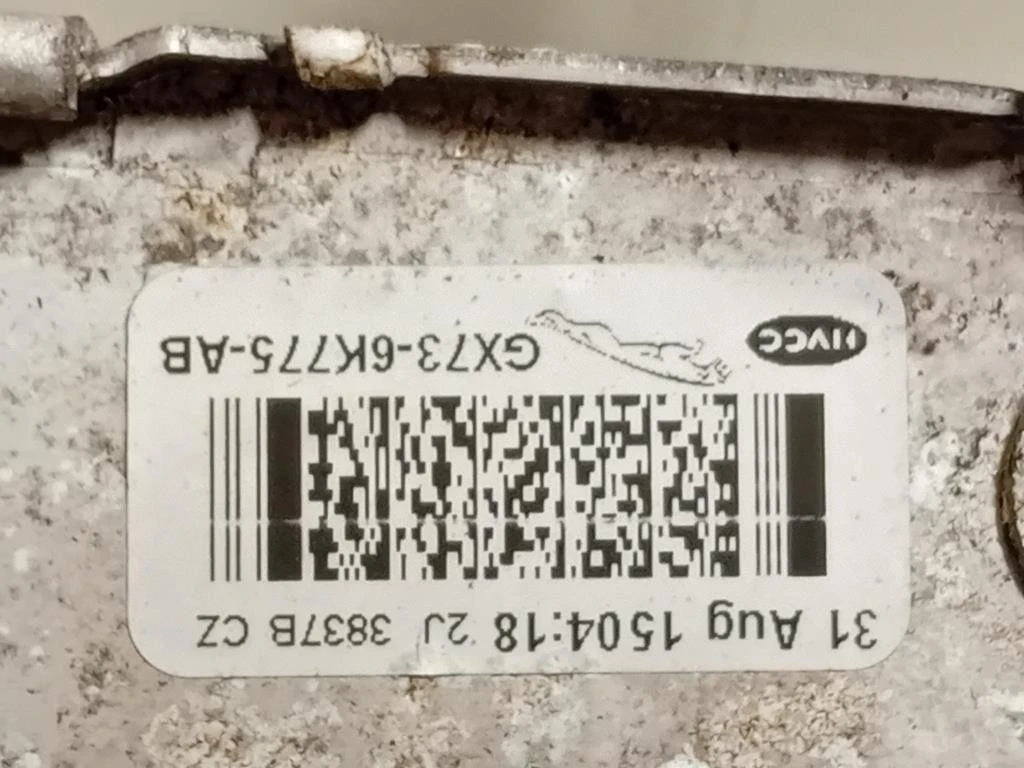 31 Aug 1504:18 2J 3837B CZ
HVCC GX73-6K775-AB